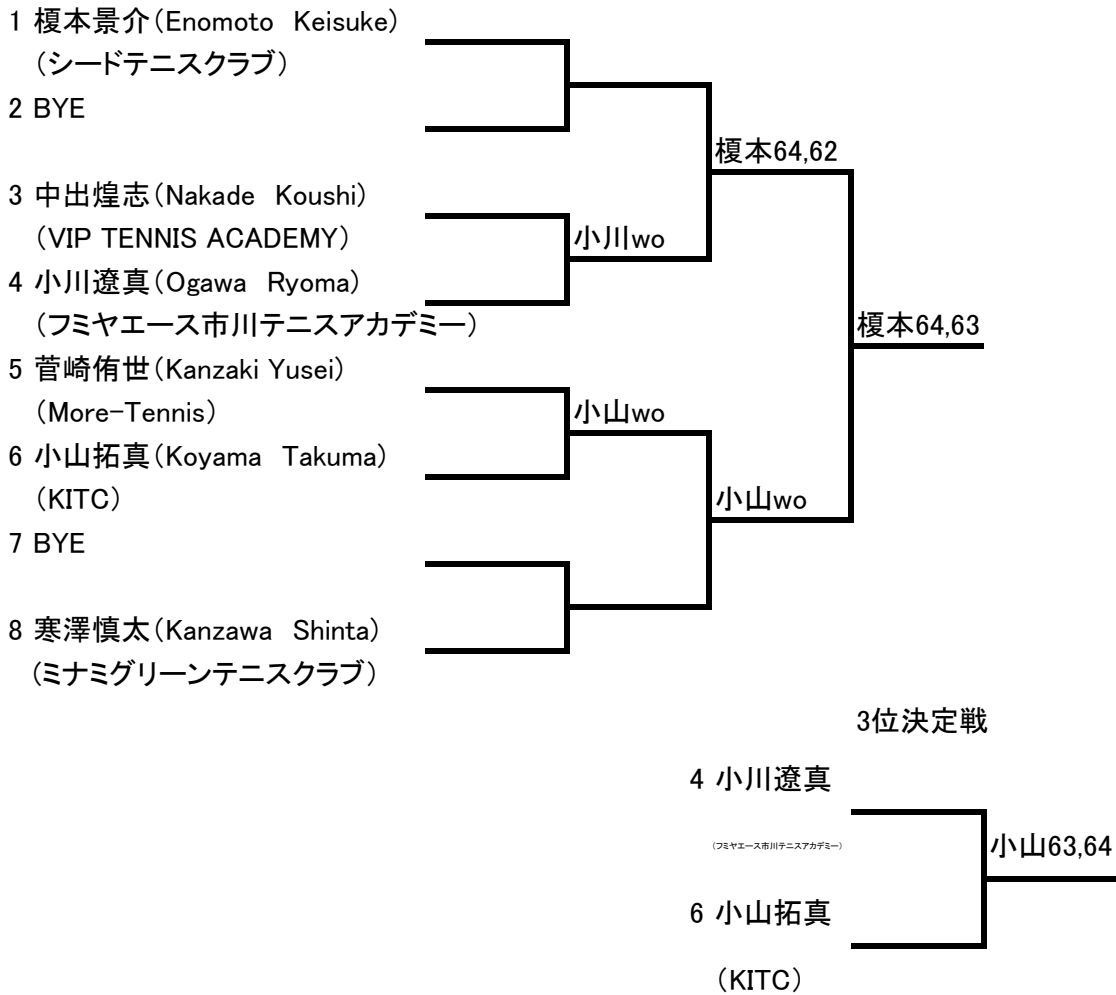 1 榎本景介（Enomoto　Keisuke）
（シードテニスクラブ）
2 BYE
榎本64,62
3 中出煌志（Nakade　Koushi）
（VIP TENNIS ACADEMY）
小川wo
4 小川遼真（Ogawa　Ryoma）
（フミヤエース市川テニスアカデミー）
榎本64,63
5 菅崎侑世（Kanzaki Yusei）
（More-Tennis）
小山wo
6 小山拓真（Koyama　Takuma）
（KITC）
小山wo
7 BYE
8 寒澤慎太（Kanzawa　Shinta）
（ミナミグリーンテニスクラブ）
3位決定戦
4 小川遼真
（フミヤエース市川テニスアカデミー）
小山63,64
6 小山拓真
（KITC）